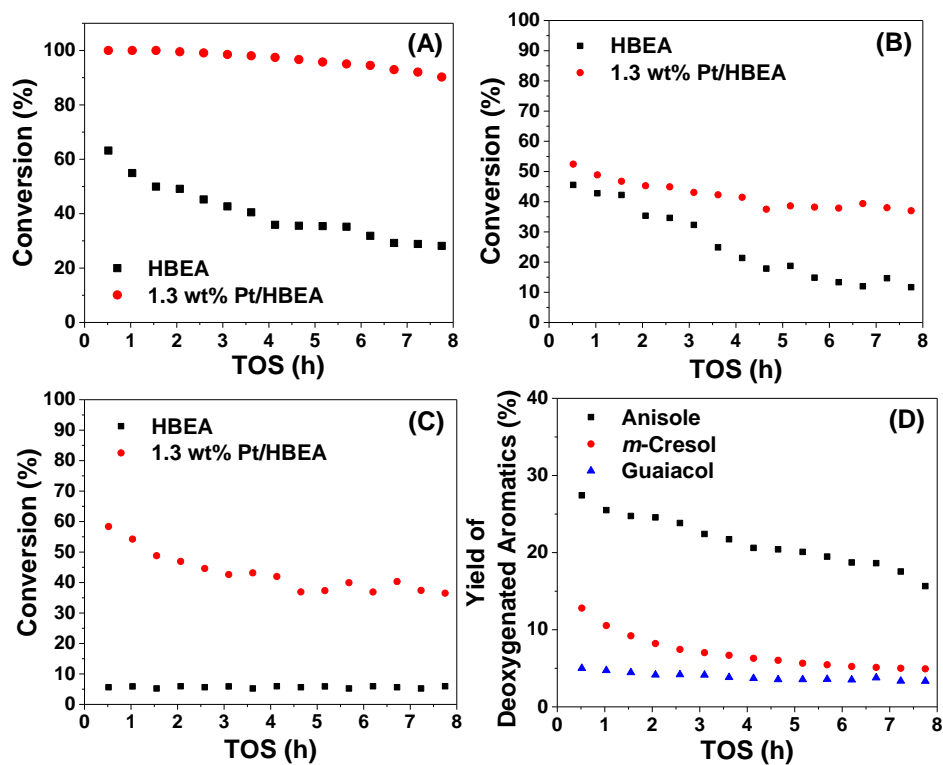 (A)
Conversion (%)
100
80
60
40
20
0
HBEA
1.3 wt% Pt/HBEA
0 1 2 3 4 5 6 7 8
TOS (h)
(B)
Conversion (%)
100
90
80
70
60
50
40
30
20
10
0
HBEA
1.3 wt% Pt/HBEA
0 1 2 3 4 5 6 7 8
TOS (h)
(C)
Conversion (%)
100
90
80
70
60
50
40
30
20
10
0
HBEA
1.3 wt% Pt/HBEA
0 1 2 3 4 5 6 7 8
TOS (h)
(D)
Yield of
Deoxygenated Aromatics (%)
40
30
20
10
0
Anisole
m-Cresol
Guaiacol
0 1 2 3 4 5 6 7 8
TOS (h)